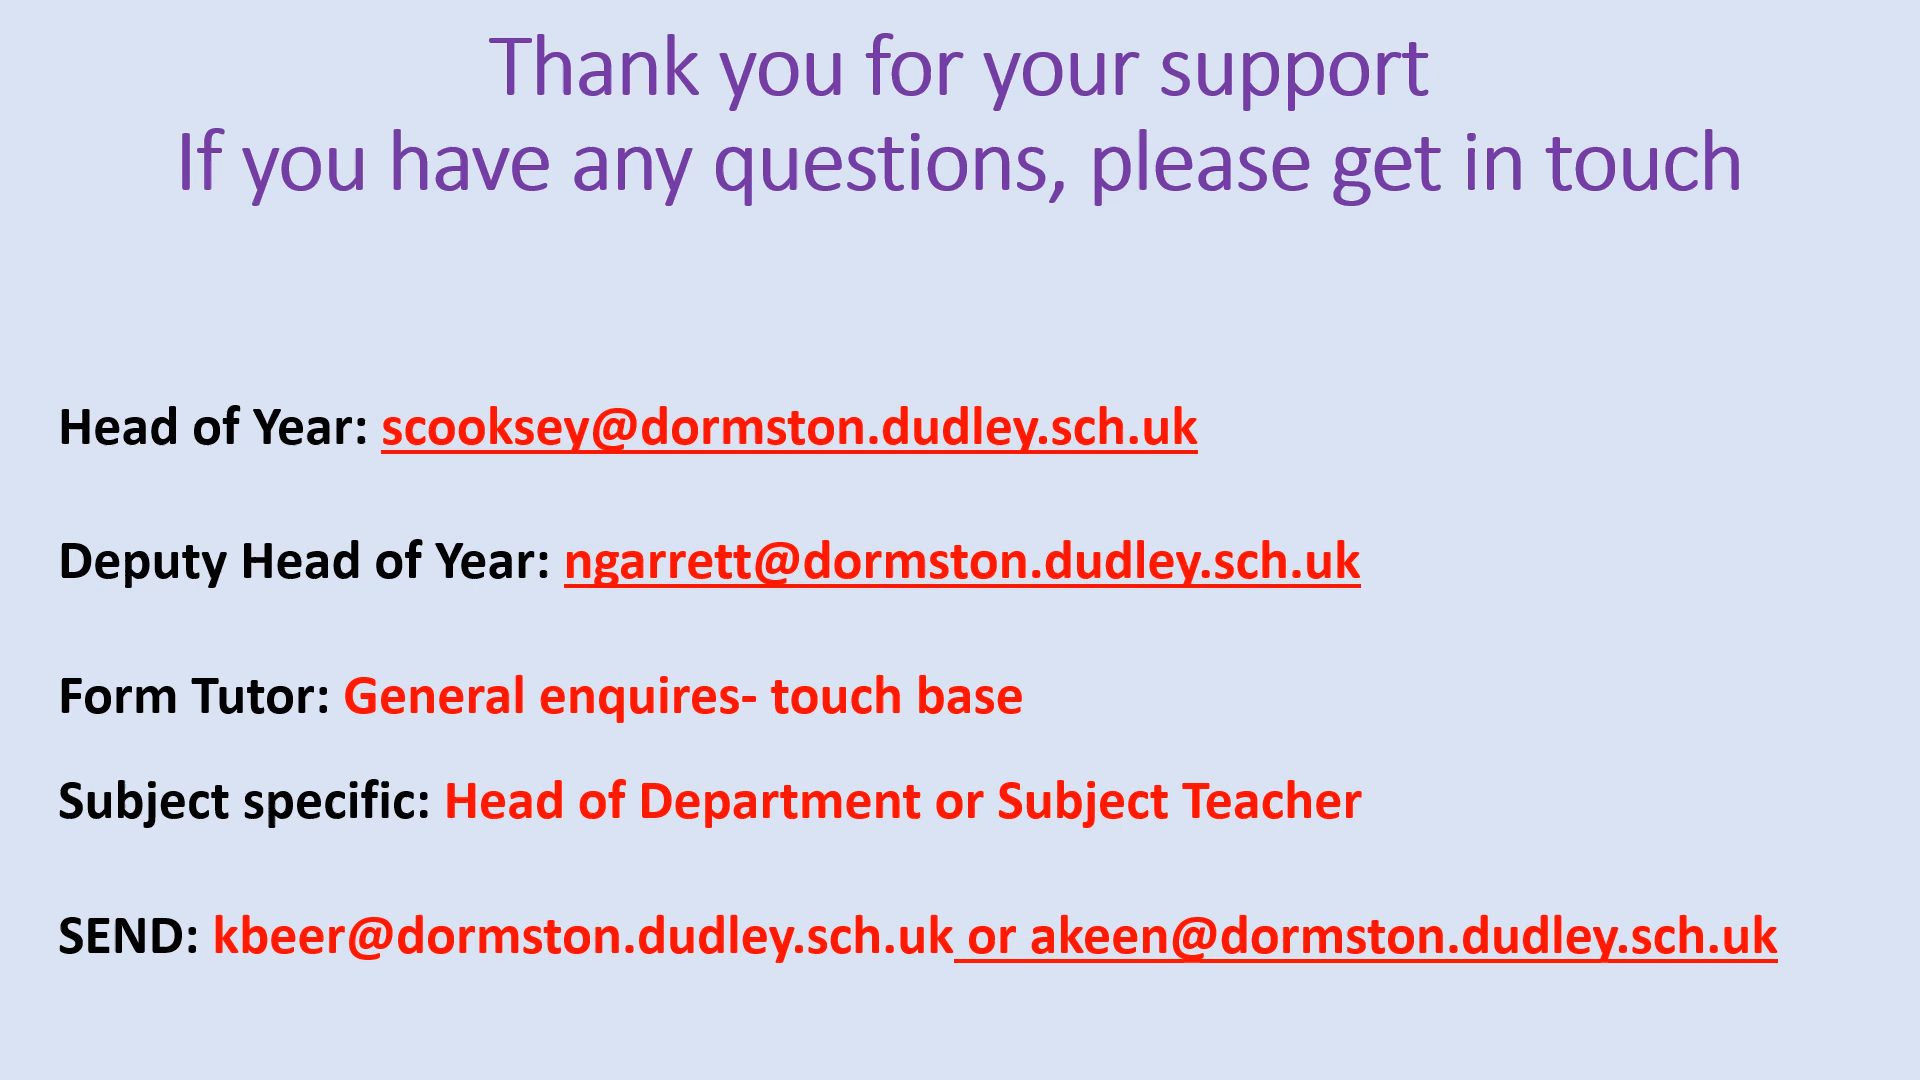 Thank you for your support
If you have any questions, please get in touch
Head of Year: scooksey@dormston.dudley.sch.uk
Deputy Head of Year: ngarrett@dormston.dudley.sch.uk
Form Tutor: General enquires- touch base
Subject specific: Head of Department or Subject Teacher
SEND: kbeer@dormston.dudley.sch.uk or akeen@dormston.dudley.sch.uk